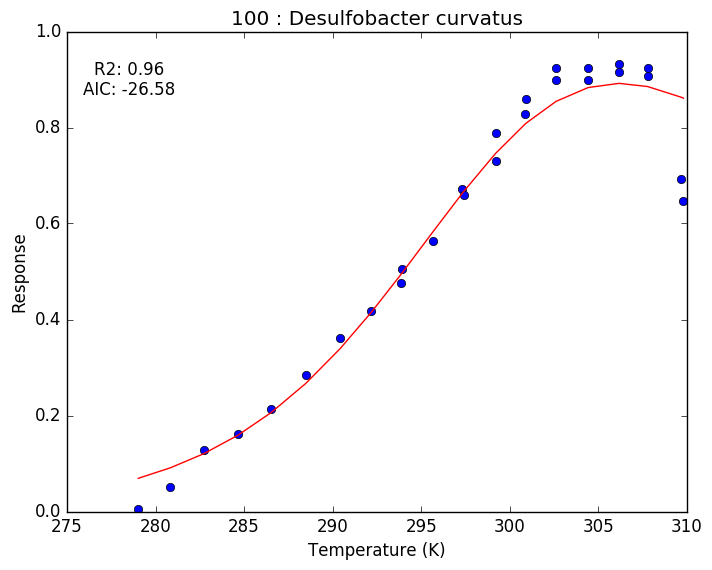 100 : Desulfobacter curvatus
R2: 0.96
AIC: -26.58
1.0
0.8
0.6
0.4
0.2
0.0
Response
275 280 285 290 295 300 305 310
Temperature (K)